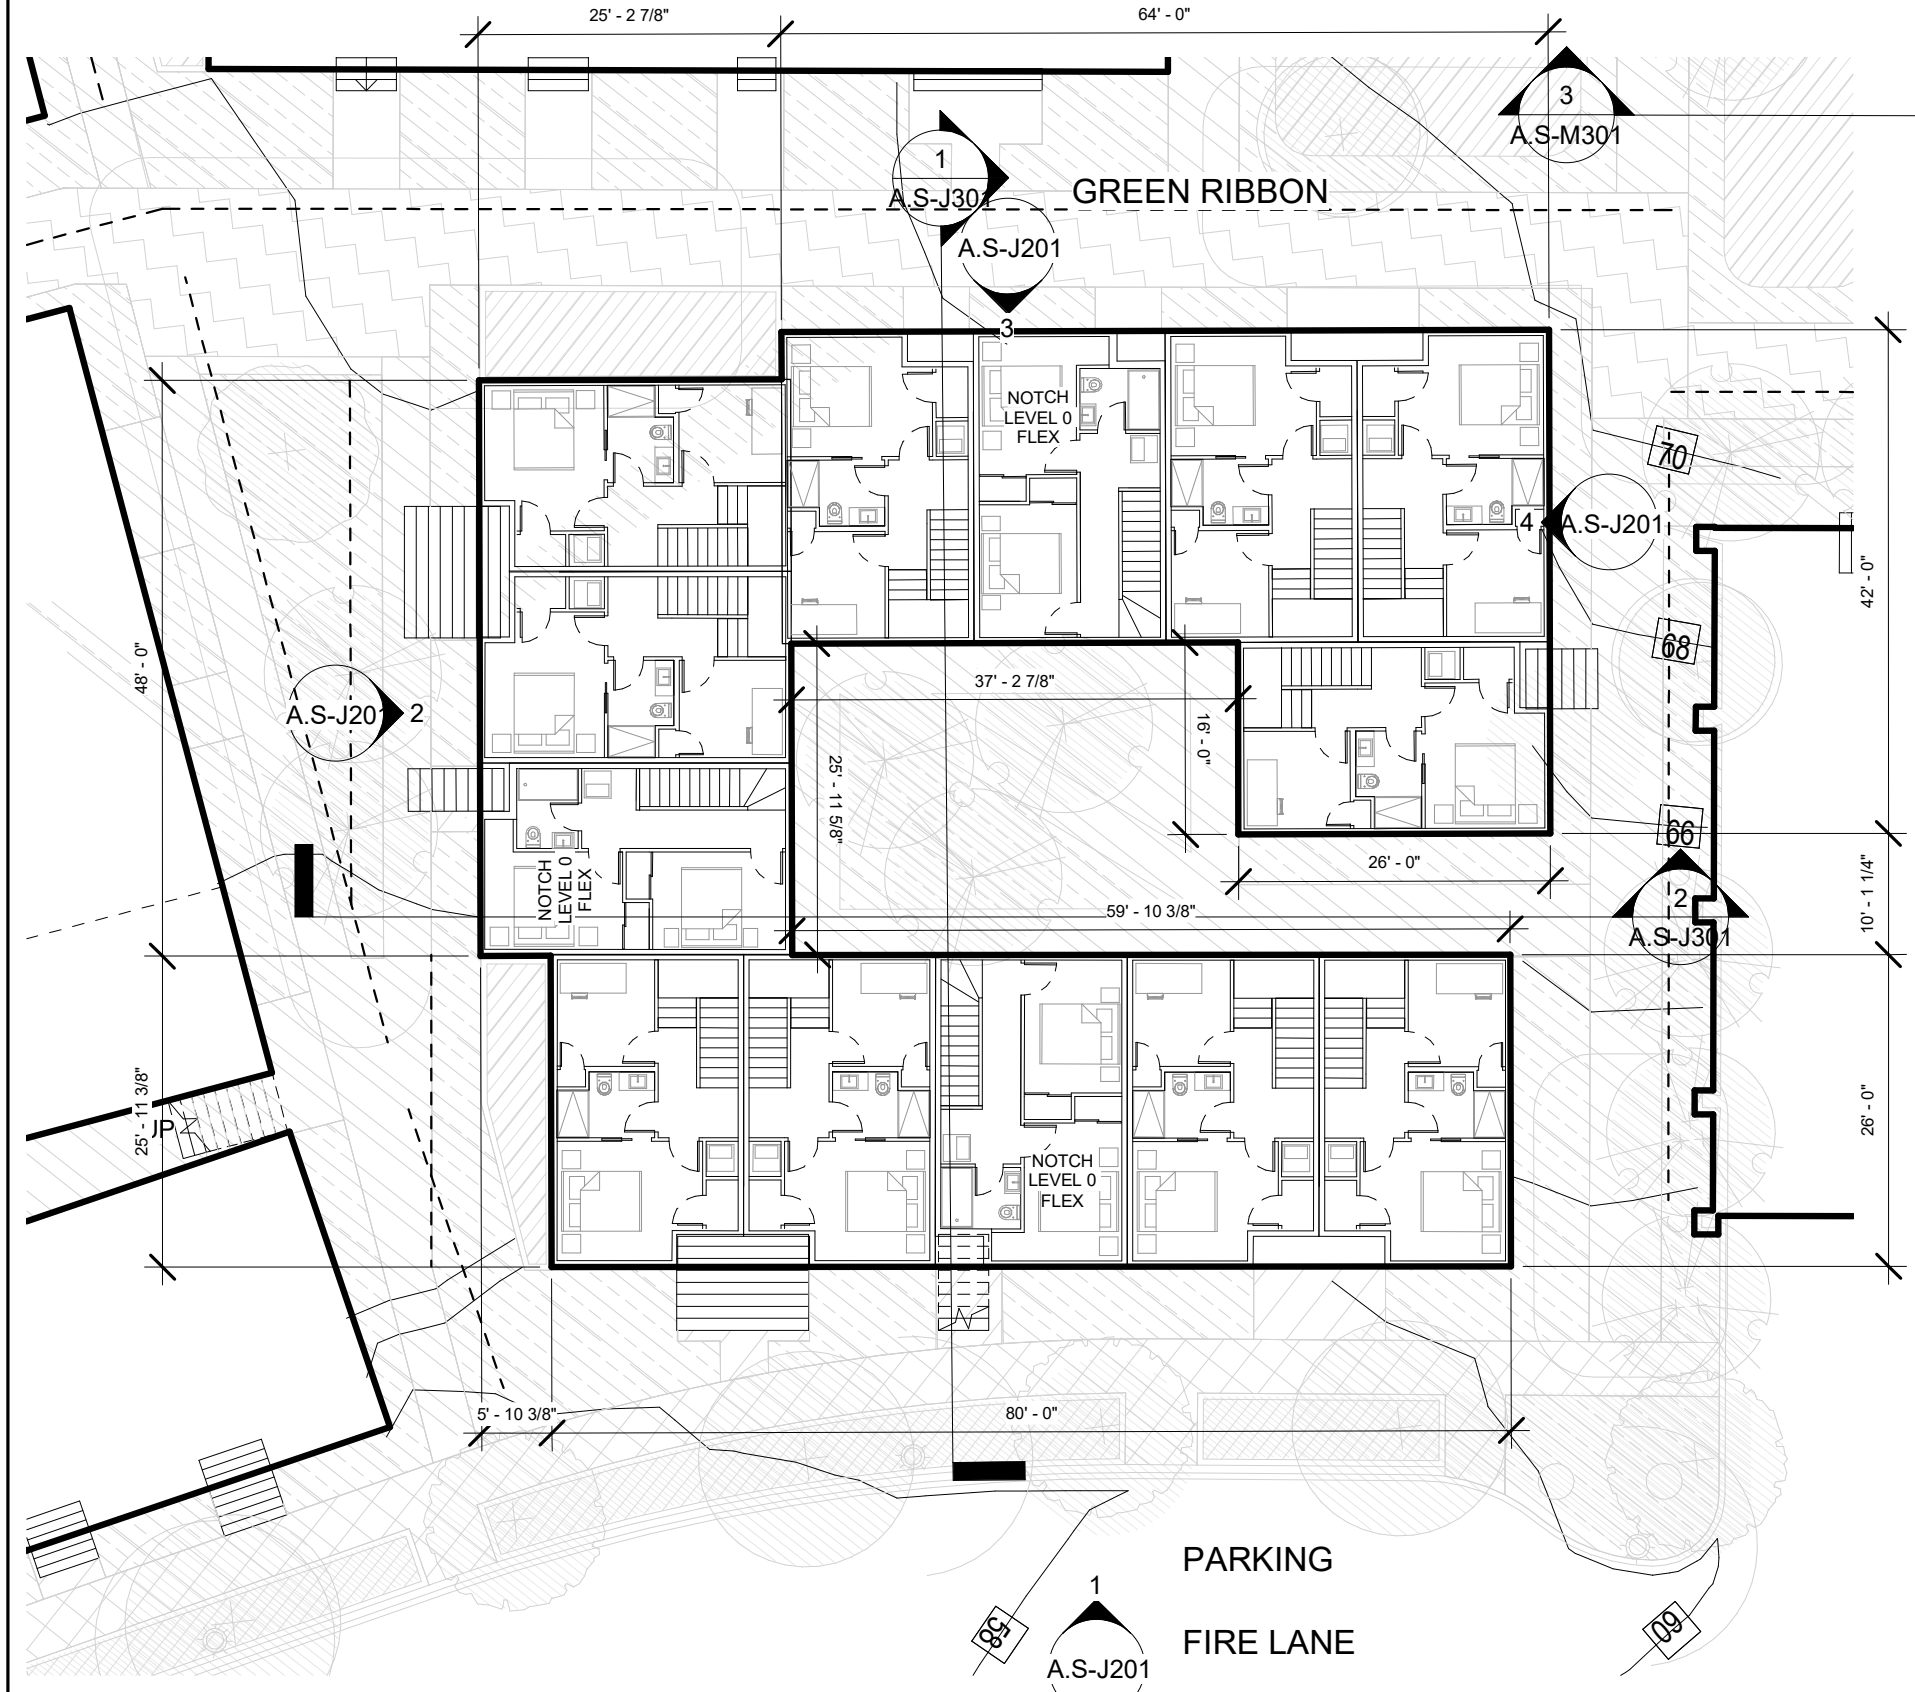 25' - 2 7/8"
64' - 0"
3
A.S-M301
1
A.S-J301
GREEN RIBBON
A.S-J201
3
NOTCH
LEVEL 0
FLEX
70
4
A.S-J201
42' - 0"
68
48' - 0"
37' - 2 7/8"
A.S-J201
2
16' - 0"
25' - 11 5/8"
66
26' - 0"
NOTCH
LEVEL 0
FLEX
59' - 10 3/8"
2
A.S-J301
10' - 1 1/4"
25' - 11 3/8"
26' - 0"
NOTCH
LEVEL 0
FLEX
5' - 10 3/8"
80' - 0"
PARKING
1
58
FIRE LANE
60
A.S-J201